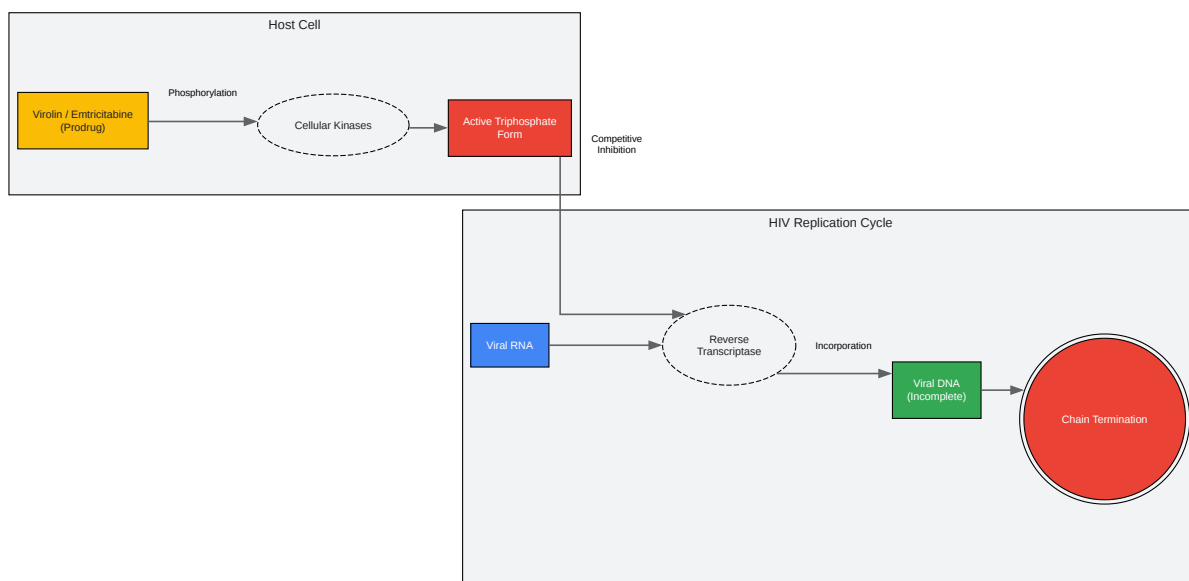 Host Cell
Phosphorylation
Virolin / Emtricitabine
(Prodrug)
Cellular Kinases
Active Triphosphate
Form
Competitive
Inhibition
HIV Replication Cycle
Viral RNA
Reverse
Transcriptase
Incorporation
Viral DNA
(Incomplete)
Chain Termination